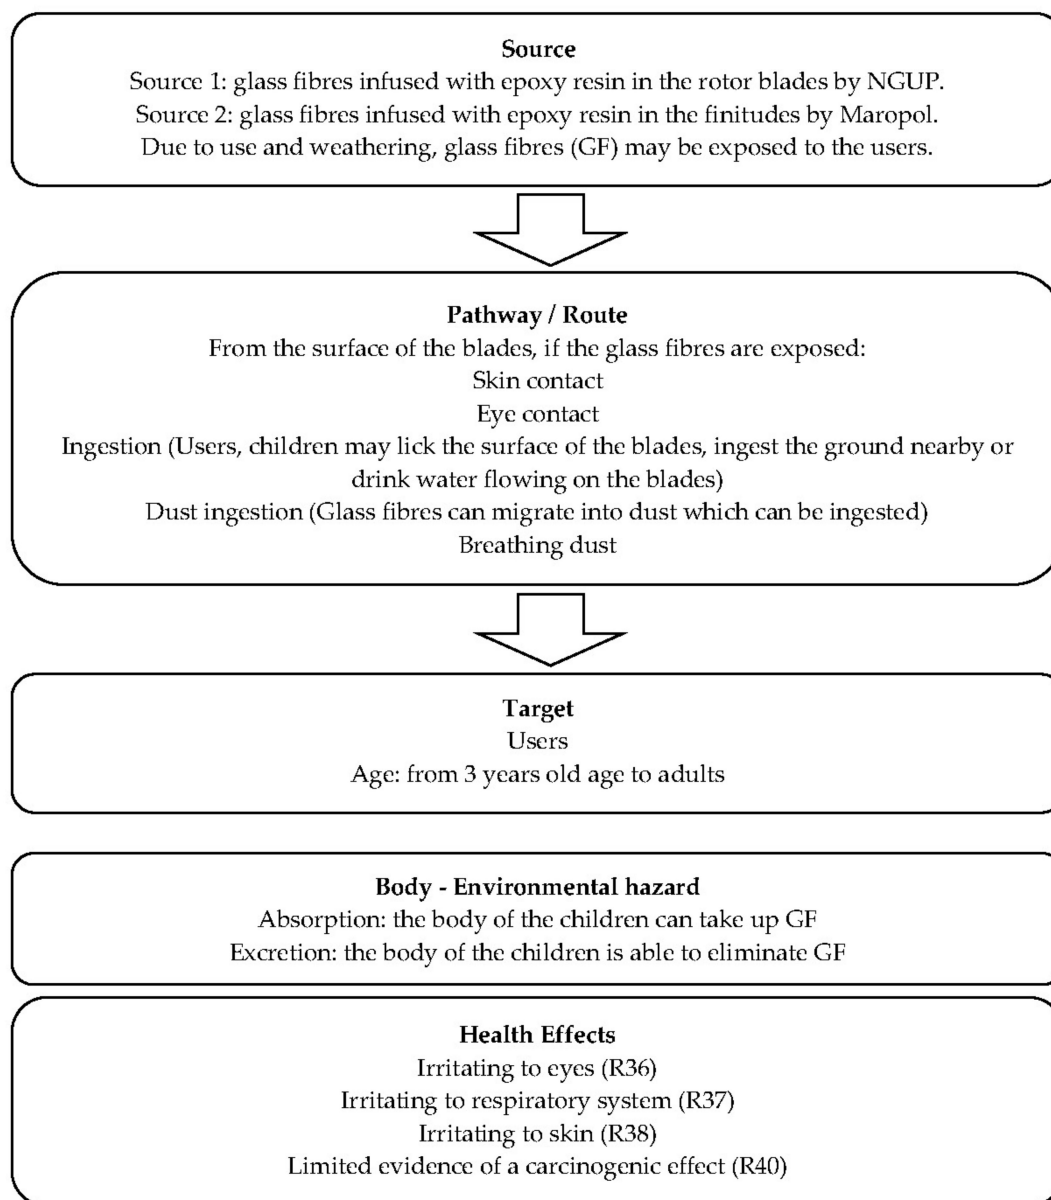 Source
Source 1: glass fibres infused with epoxy resin in the rotor blades by NGUP.
Source 2: glass fibres infused with epoxy resin in the finitudes by Maropol.
Due to use and weathering, glass fibres (GF) may be exposed to the users.
Pathway / Route
From the surface of the blades, if the glass fibres are exposed:
Skin contact
Eye contact
Ingestion (Users, children may lick the surface of the blades, ingest the ground nearby or
drink water flowing on the blades)
Dust ingestion (Glass fibres can migrate into dust which can be ingested)
Breathing dust
Target
Users
Age: from 3 years old age to adults
Body - Environmental hazard
Absorption: the body of the children can take up GF
Excretion: the body of the children is able to eliminate GF
Health Effects
Irritating to eyes (R36)
Irritating to respiratory system (R37)
Irritating to skin (R38)
Limited evidence of a carcinogenic effect (R40)